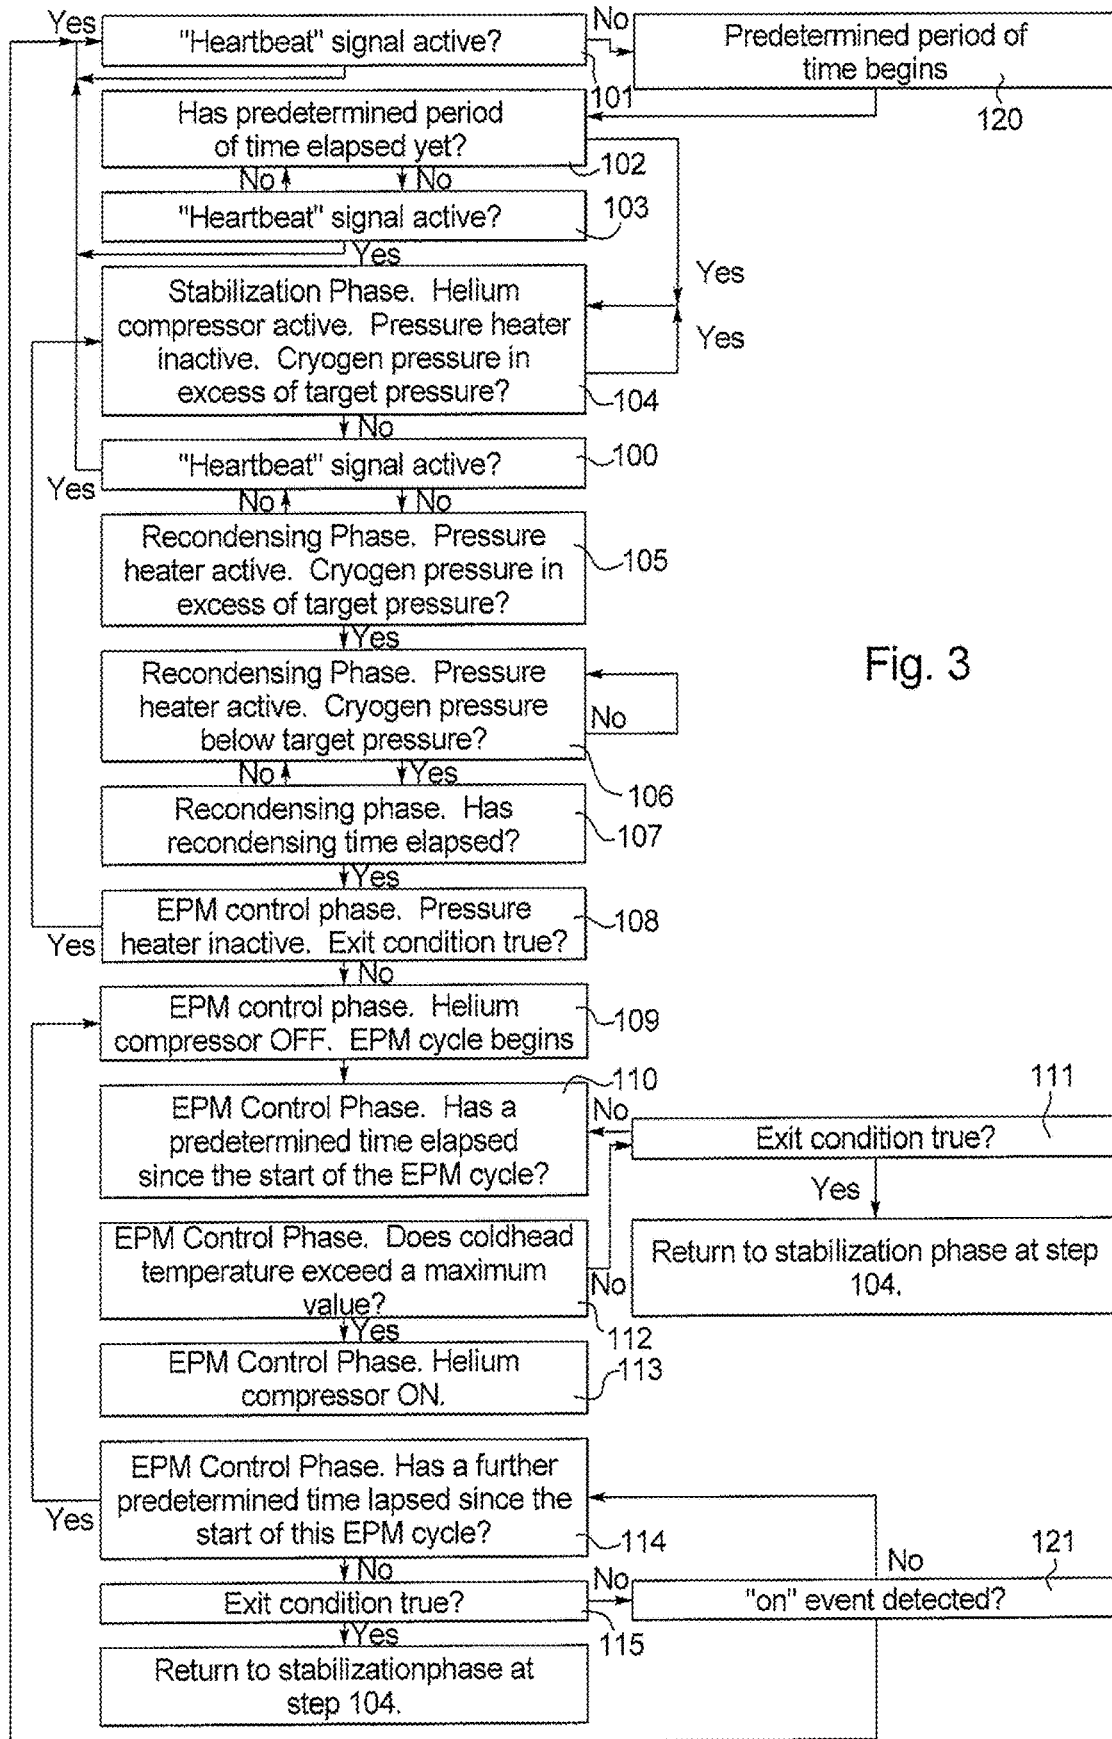 Yes
"Heartbeat" signal active?
101
No
Predetermined period of
time begins
120
Has predetermined period
of time elapsed yet?
102
No
No
"Heartbeat" signal active?
103
Yes
Yes
Stabilization Phase. Helium
compressor active. Pressure heater
inactive. Cryogen pressure in
excess of target pressure?
104
Yes
No
"Heartbeat" signal active?
100
Yes
No
No
Recondensing Phase. Pressure
heater active. Cryogen pressure in
excess of target pressure?
105
Yes
Recondensing Phase. Pressure
heater active. Cryogen pressure
below target pressure?
106
No
Fig. 3
No
Yes
Recondensing phase. Has
recondensing time elapsed?
107
Yes
EPM control phase. Pressure
heater inactive. Exit condition true?
108
Yes
No
EPM control phase. Helium
compressor OFF. EPM cycle begins
109
110
EPM Control Phase. Has a
predetermined time elapsed
since the start of the EPM cycle?
No
111
Exit condition true?
Yes
EPM Control Phase. Does coldhead
temperature exceed a maximum
value?
112
No
Return to stabilization phase at step
104.
Yes
EPM Control Phase. Helium
compressor ON.
113
EPM Control Phase. Has a further
predetermined time lapsed since the
start of this EPM cycle?
114
Yes
No
Exit condition true?
115
No
121
No
"on" event detected?
Yes
Return to stabilizationphase at
step 104.